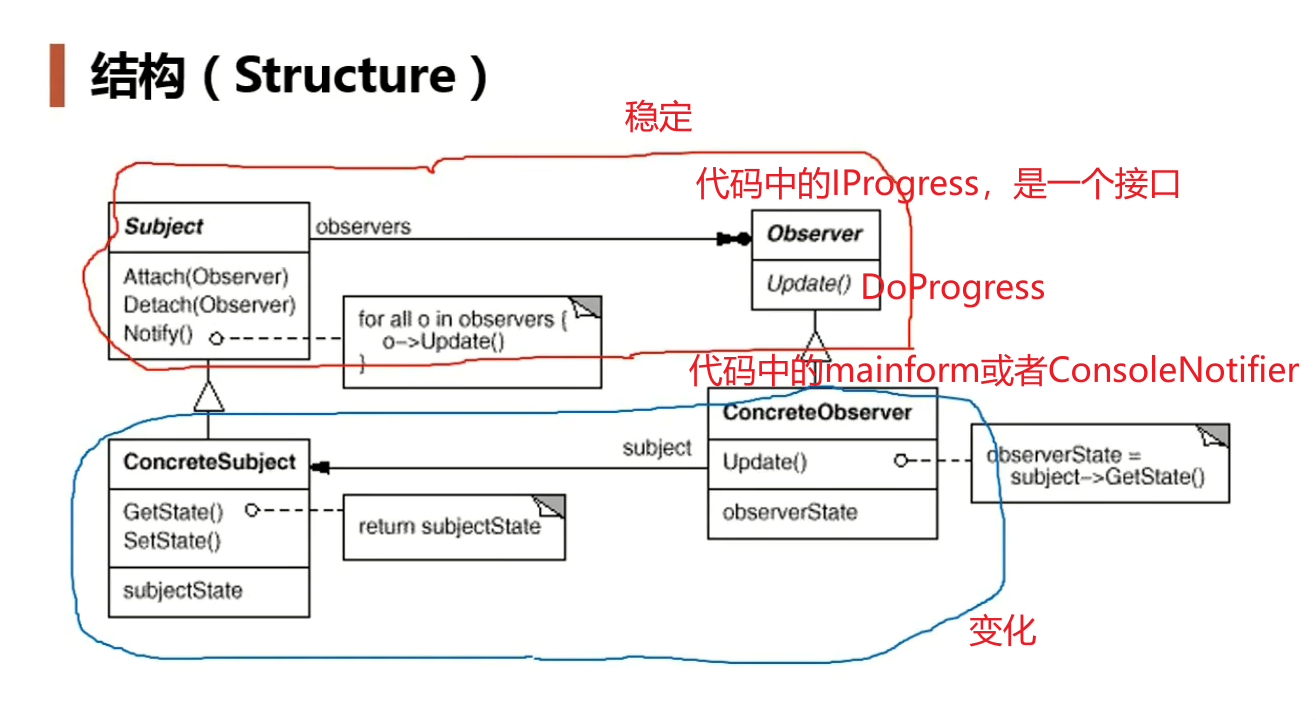 结构（Structure）
稳定
代码中的IProgress，是一个接口
Subject
observers
Observer
Attach(Observer)
Detach(Observer)
Notify()
for all o in observers {
o->Update()
}
Update()
DoProgress
代码中的mainform或者ConsoleNotifier
ConcreteSubject
subject
ConcreteObserver
GetState()
SetState()
return subjectState
Update()
observerState =
subject->GetState()
subjectState
observerState
变化